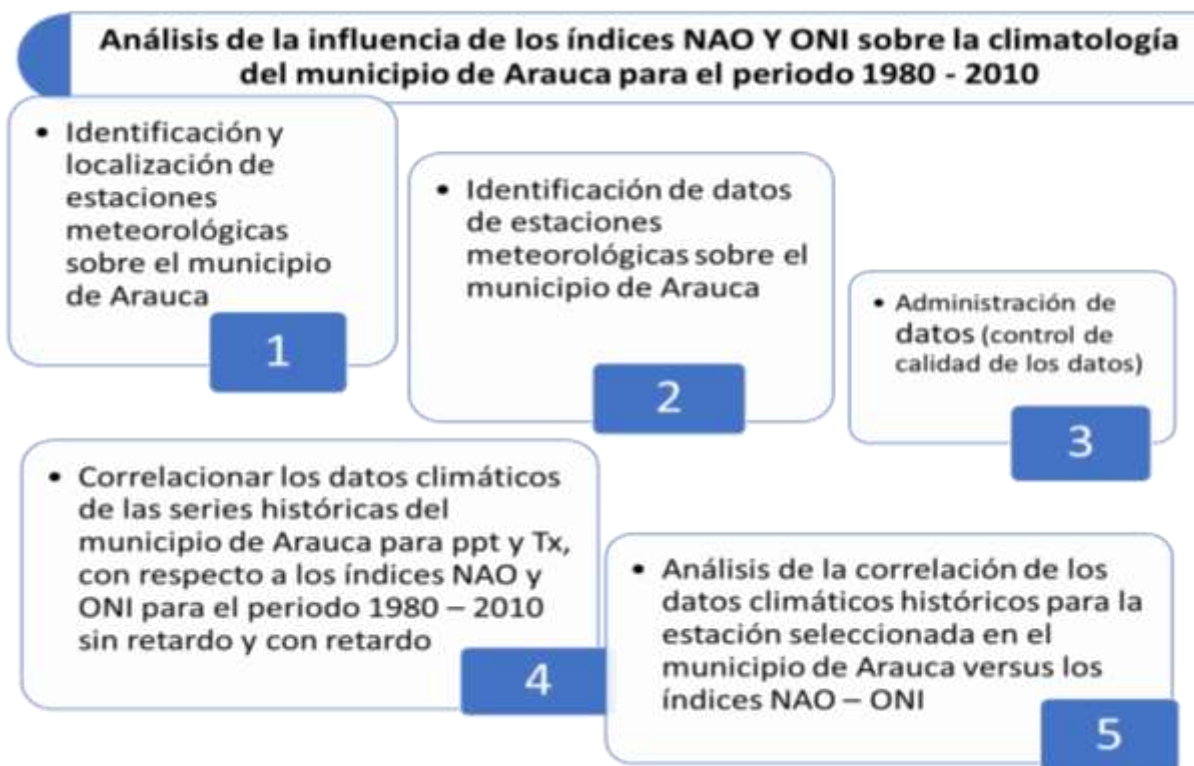 Análisis de la influencia de los índices NAO Y ONI sobre la climatología
del municipio de Arauca para el periodo 1980 - 2010
• Identificación y
localización de
estaciones
meteorológicas
sobre el municipio
de Arauca
1
• Identificación de datos
de estaciones
meteorológicas sobre el
municipio de Arauca
2
• Administración de
datos (control de
calidad de los datos)
3
• Correlacionar los datos climáticos
de las series históricas del
municipio de Arauca para ppt y Tx,
con respecto a los índices NAO y
ONI para el periodo 1980 – 2010
sin retardo y con retardo
4
• Análisis de la correlación de los
datos climáticos históricos para la
estación seleccionada en el
municipio de Arauca versus los
índices NAO – ONI
5